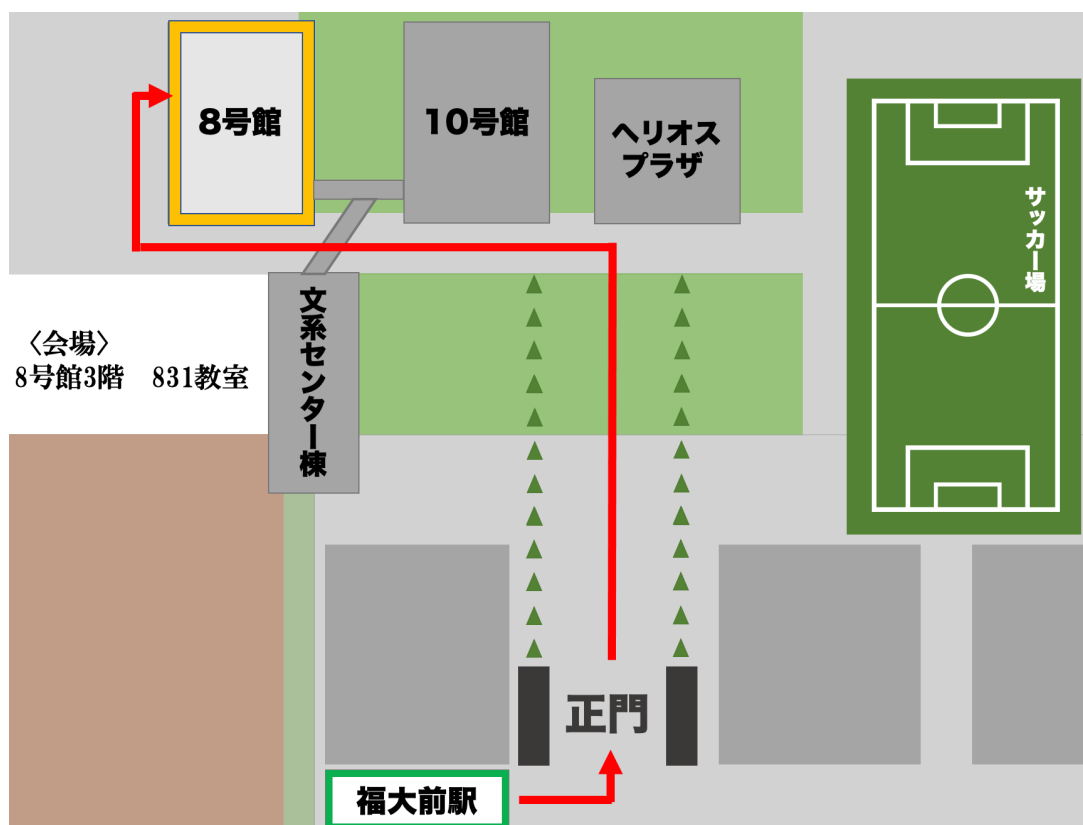 8号館
10号館
ヘリオス
プラザ
サッカー場
文系センター棟
〈会場〉
8号館3階　831教室
正門
福大前駅